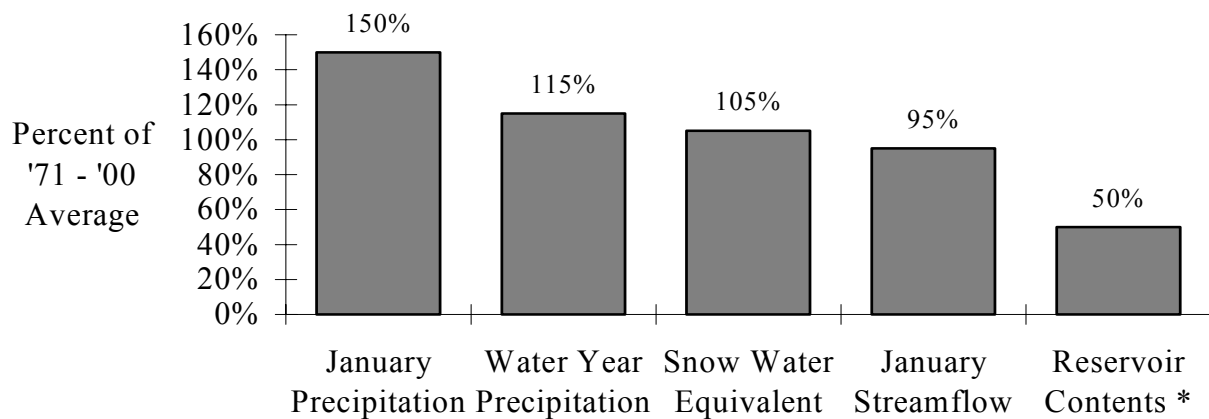 160%
140%
120%
100%
80%
60%
40%
20%
0%
Percent of
'71 - '00
Average
150%
115%
105%
95%
50%
January
Precipitation
Water Year
Precipitation
Snow Water
Equivalent
January
Streamflow
Reservoir
Contents *